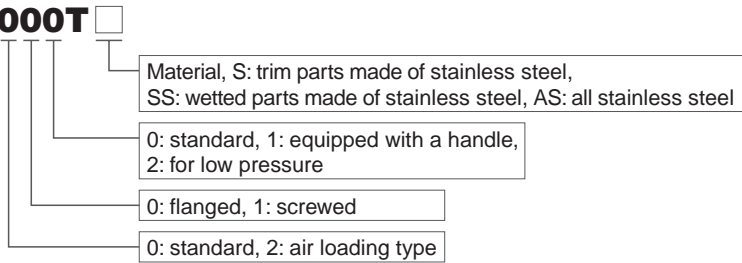 000T
Material, S: trim parts made of stainless steel,
SS: wetted parts made of stainless steel, AS: all stainless steel
0: standard, 1: equipped with a handle,
2: for low pressure
0: flanged, 1: screwed
0: standard, 2: air loading type